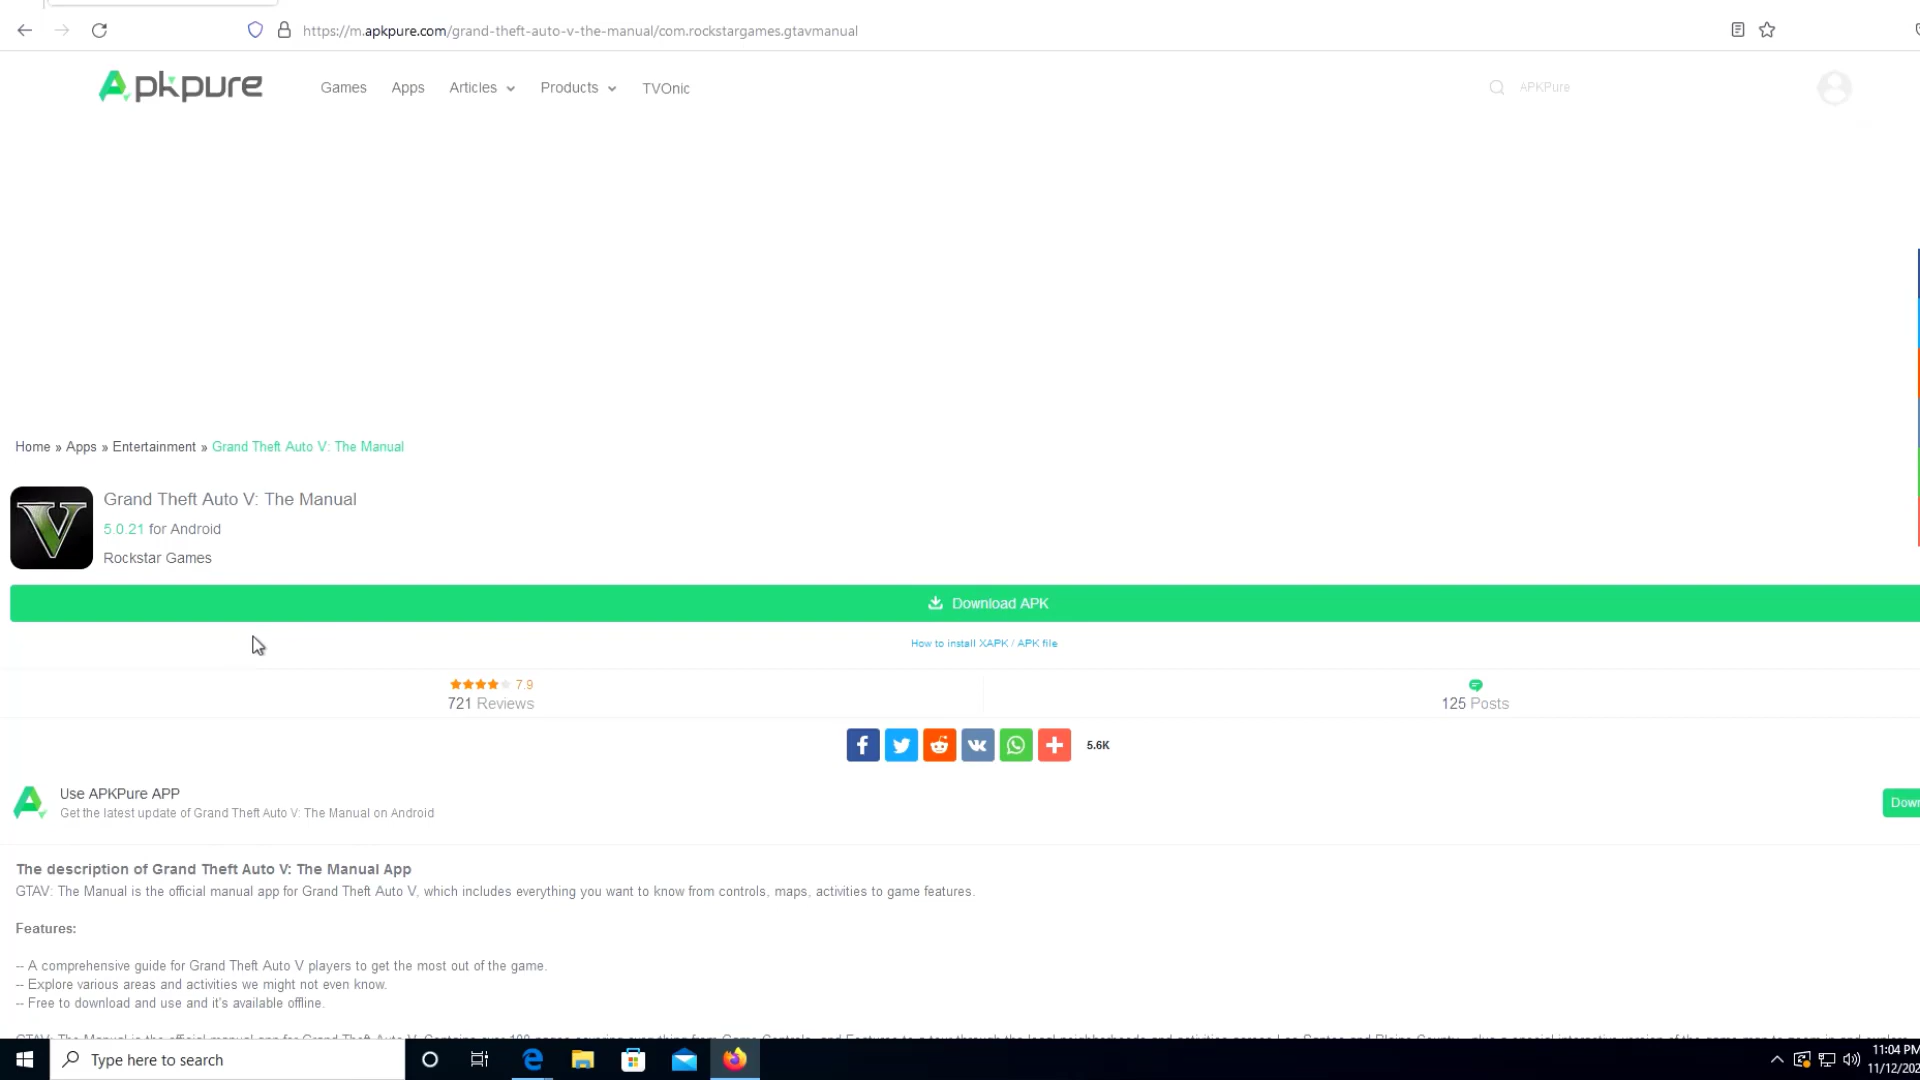 https://m.apkpure.com/grand-theft-auto-v-the-manual/com.rockstargames.gtavmanual
Apkpure Games Apps Articles Products TVOnic APKPure
Home » Apps » Entertainment » Grand Theft Auto V: The Manual
Grand Theft Auto V: The Manual
5.0.21 for Android
Rockstar Games
Download APK
How to install XAPK / APK file
7.9
721 Reviews
125 Posts
5.6K
Use APKPure APP
Get the latest update of Grand Theft Auto V: The Manual on Android
Down
The description of Grand Theft Auto V: The Manual App
GTAV: The Manual is the official manual app for Grand Theft Auto V, which includes everything you want to know from controls, maps, activities to game features.
Features:
-- A comprehensive guide for Grand Theft Auto V players to get the most out of the game.
-- Explore various areas and activities we might not even know.
-- Free to download and use and it's available offline.
Type here to search
11:04 PM
11/12/202